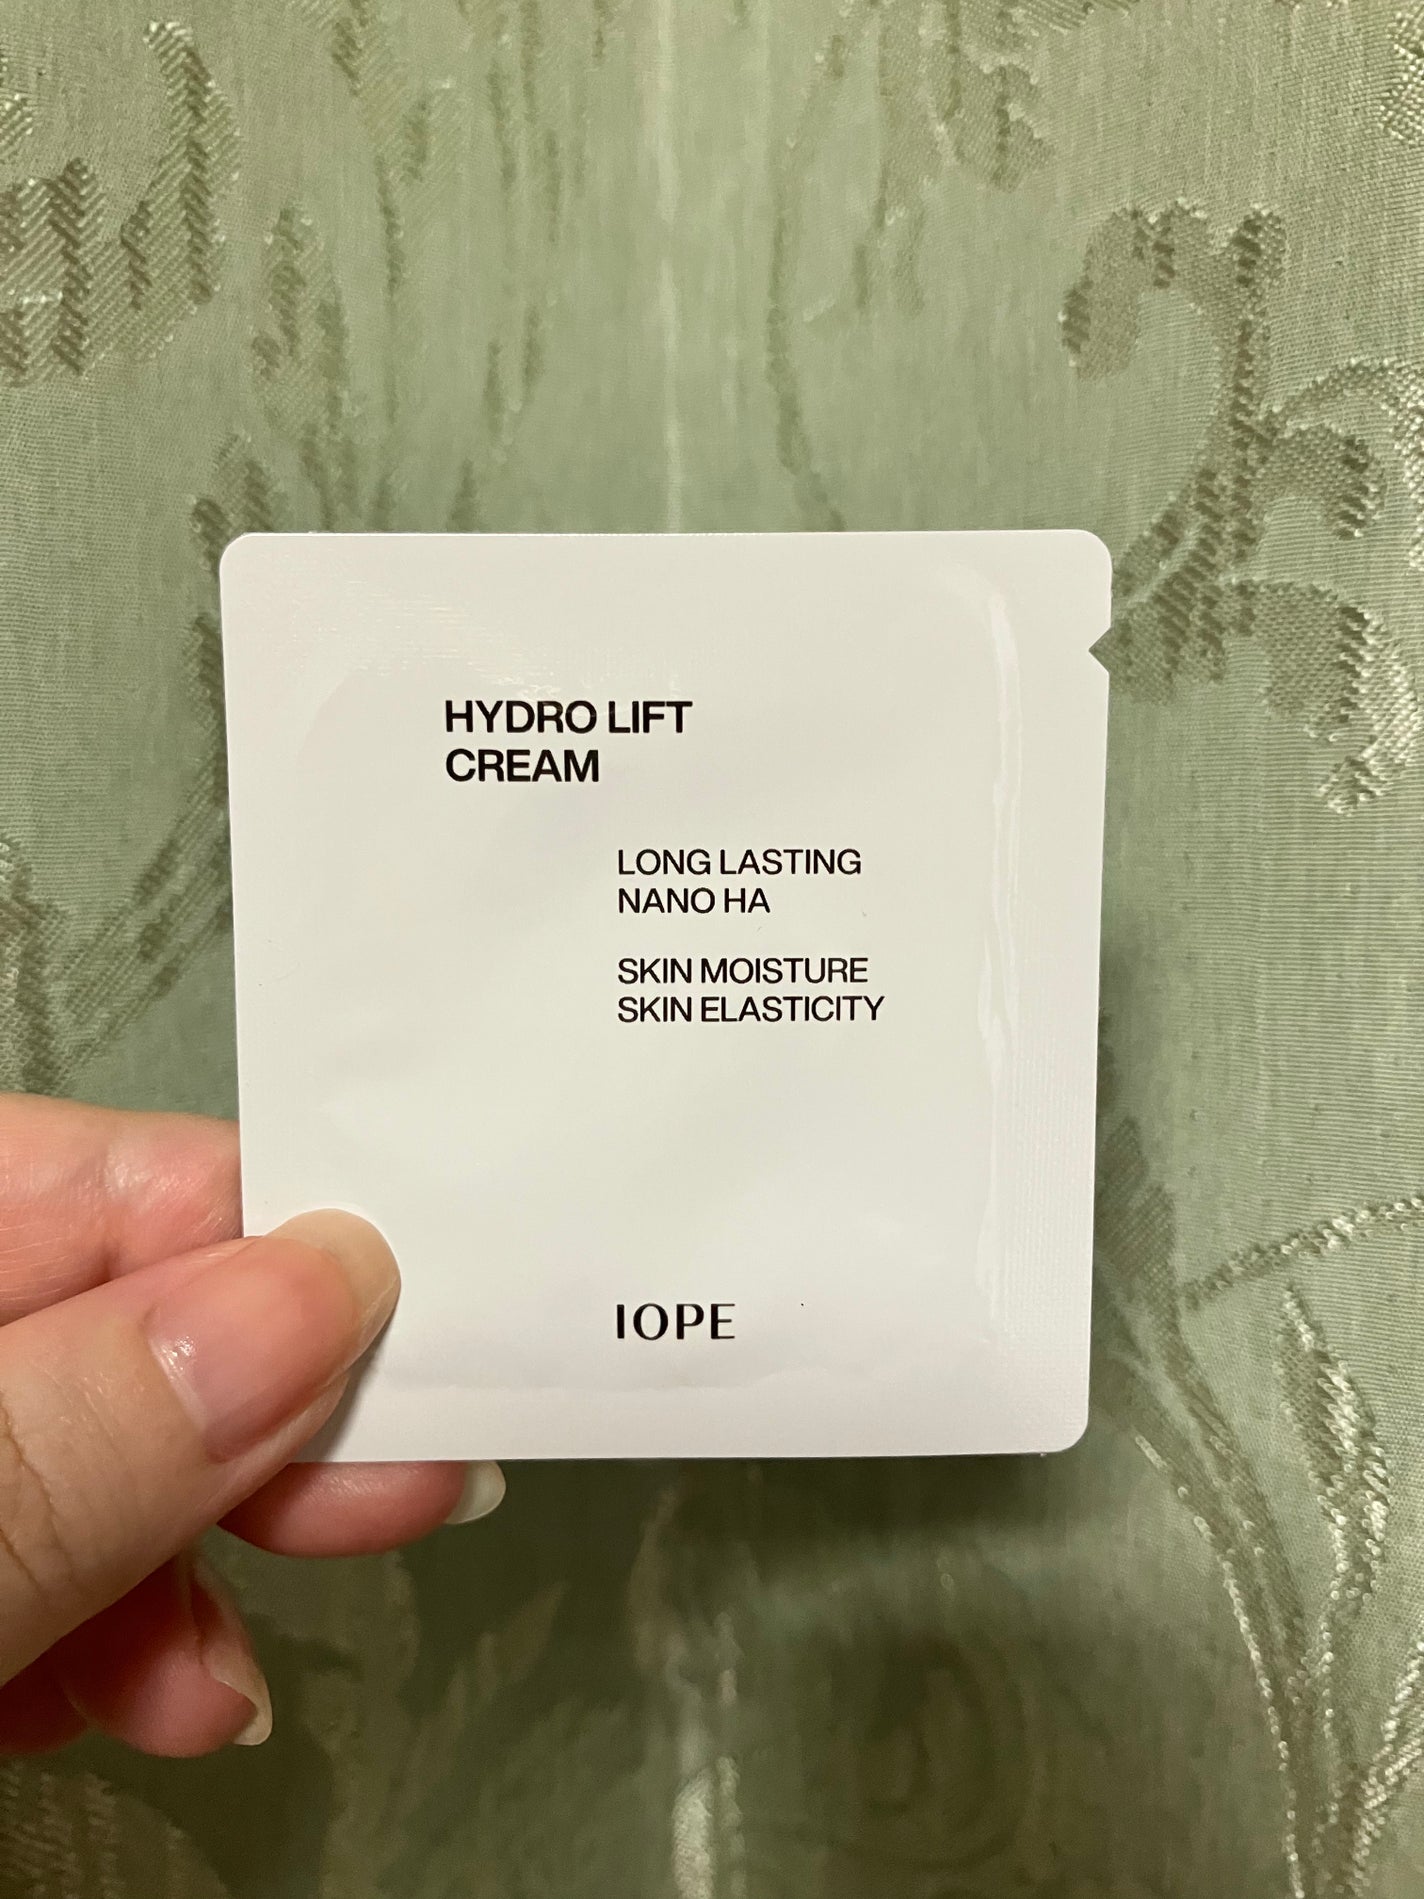 HYDRO LIFT
CREAM
LONG LASTING
NANO HA
SKIN MOISTURE
SKIN ELASTICITY
IOPE